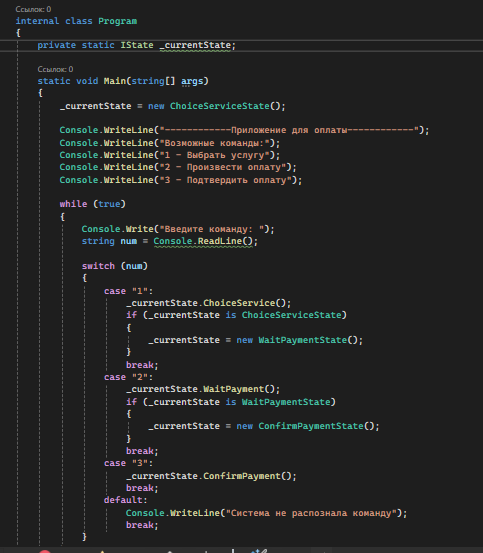 Ссылок: 0
internal class Program
{
private static IState _currentState;
Ссылок: 0
static void Main(string[] args)
{
_currentState = new ChoiceServiceState();
Console.WriteLine("------------Приложение для оплаты------------");
Console.WriteLine("Возможные команды:");
Console.WriteLine("1 - Выбрать услугу");
Console.WriteLine("2 - Произвести оплату");
Console.WriteLine("3 - Подтвердить оплату");
while (true)
{
Console.Write("Введите команду: ");
string num = Console.ReadLine();
switch (num)
{
case "1":
_currentState.ChoiceService();
if (_currentState is ChoiceServiceState)
{
_currentState = new WaitPaymentState();
}
break;
case "2":
_currentState.WaitPayment();
if (_currentState is WaitPaymentState)
{
_currentState = new ConfirmPaymentState();
}
break;
case "3":
_currentState.ConfirmPayment();
break;
default:
Console.WriteLine("Система не распознала команду");
break;
}